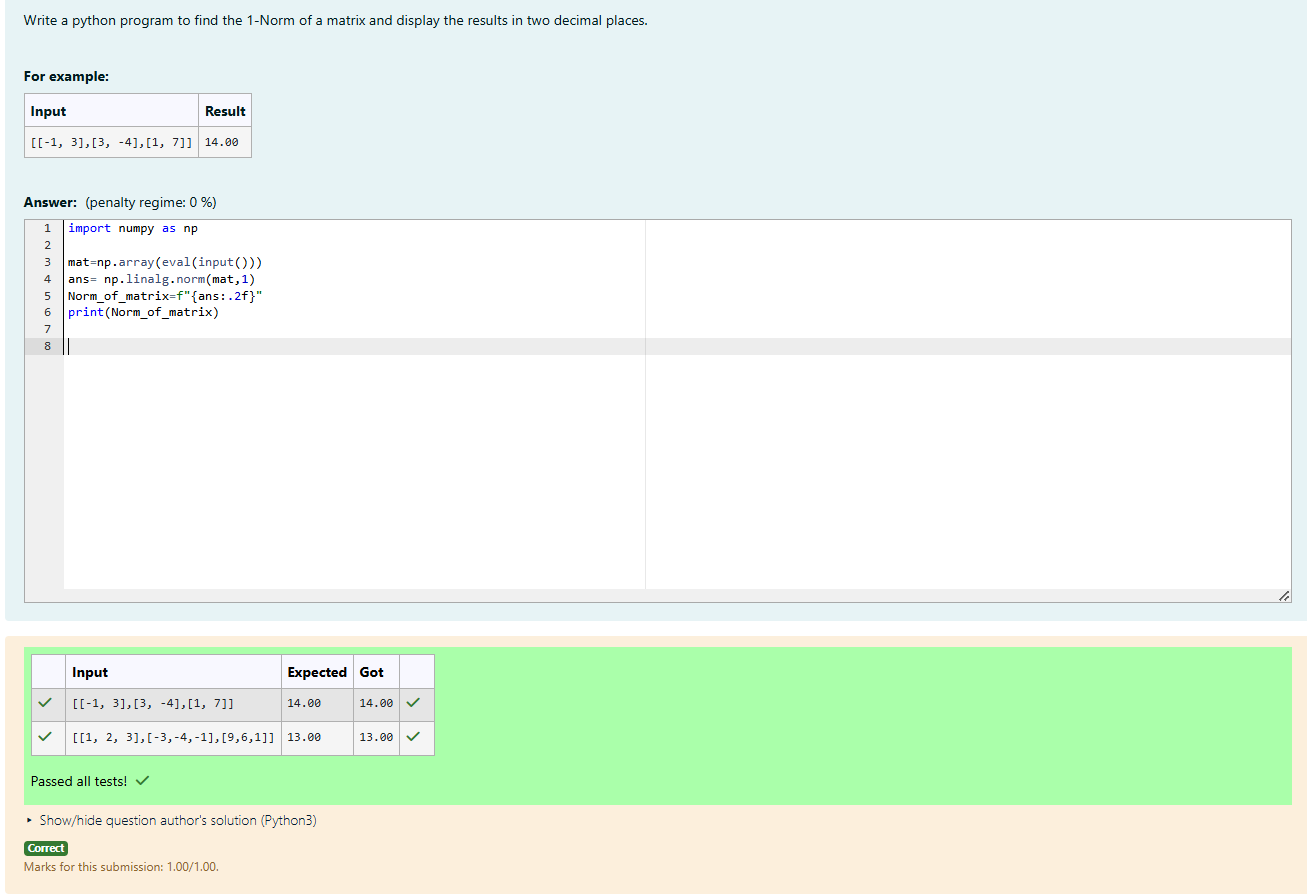 Write a python program to find the 1-Norm of a matrix and display the results in two decimal places.
For example:
Input Result
[[-1, 3],[3, -4],[1, 7]] 14.00
Answer: (penalty regime: 0 %)
1 import numpy as np
2
3 mat=np.array(eval(input()))
4 ans= np.linalg.norm(mat,1)
5 Norm_of_matrix=f"{ans:.2f}"
6 print(Norm_of_matrix)
7
8
Input Expected Got
[[-1, 3],[3, -4],[1, 7]] 14.00 14.00
[[1, 2, 3],[-3,-4,-1],[9,6,1]] 13.00 13.00
Passed all tests!
Show/hide question author's solution (Python3)
Correct
Marks for this submission: 1.00/1.00.